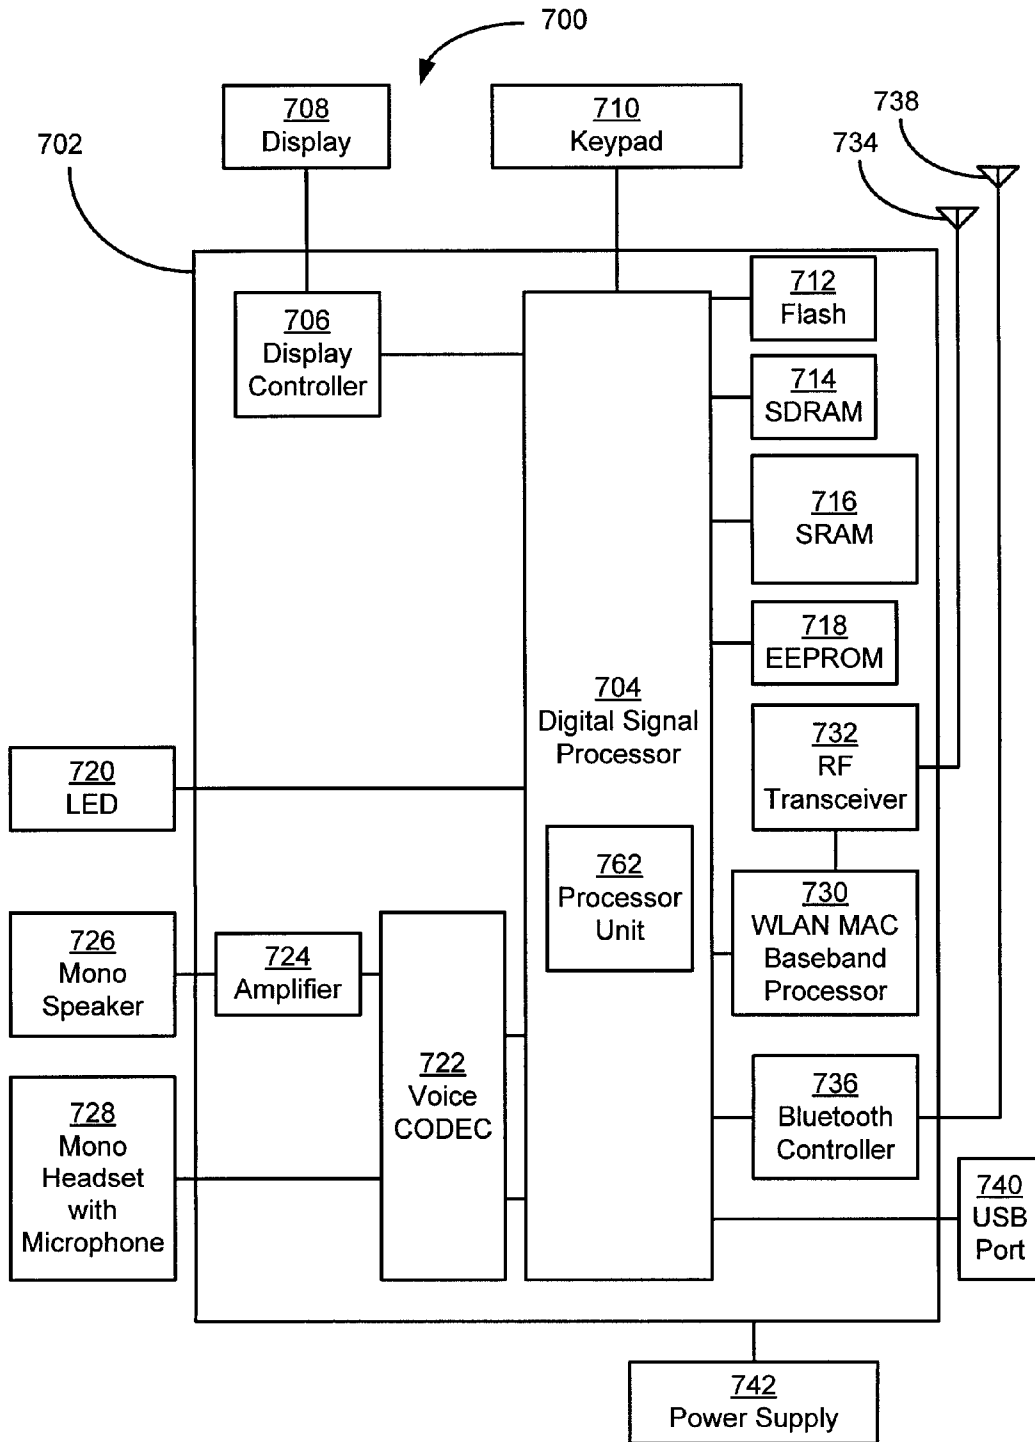 700
708
Display
710
Keypad
738
734
702
706
Display
Controller
712
Flash
714
SDRAM
716
SRAM
718
EEPROM
704
Digital Signal
Processor
732
RF
Transceiver
720
LED
762
Processor
Unit
730
WLAN MAC
Baseband
Processor
726
Mono
Speaker
724
Amplifier
722
Voice
CODEC
736
Bluetooth
Controller
728
Mono
Headset
with
Microphone
740
USB
Port
742
Power Supply